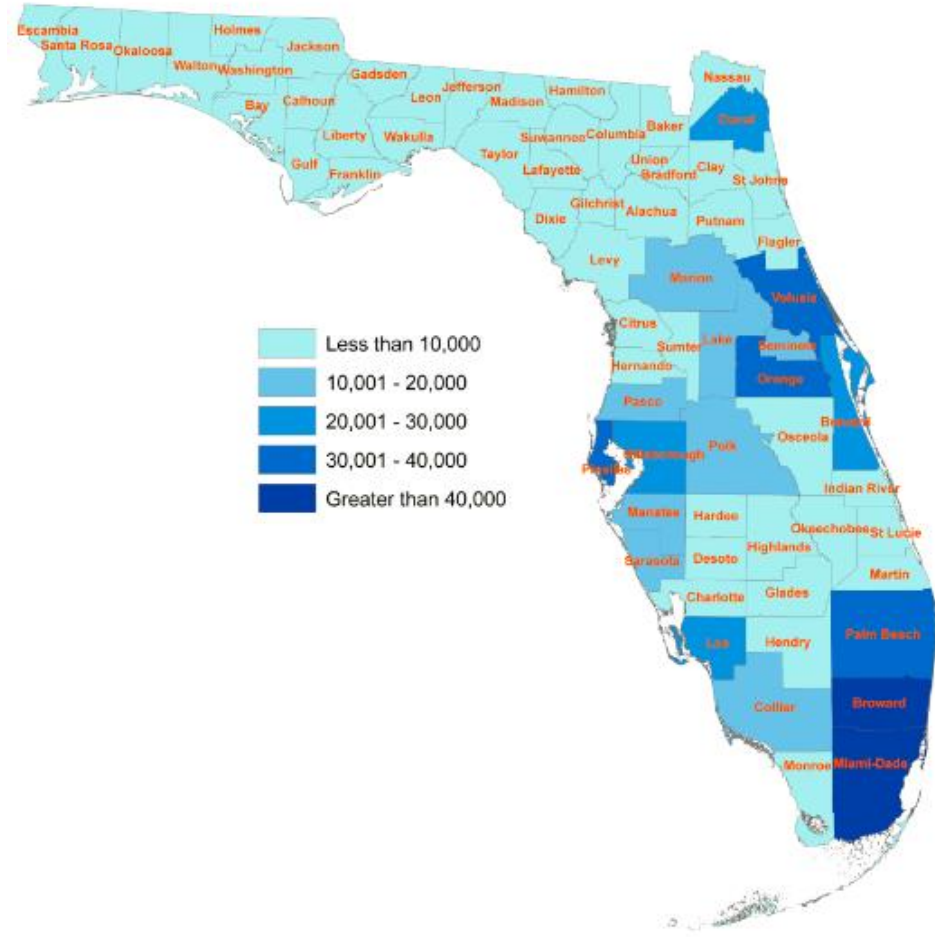 Escambia
Santa Rosa
Okaloosa
Holmes
Walton
Washington
Jackson
Bay
Calhoun
Gulf
Liberty
Franklin
Gadsden
Leon
Wakulla
Jefferson
Madison
Hamilton
Taylor
Suwannee
Lafayette
Columbia
Baker
Nassau
Duval
Union
Bradford
Clay
St Johns
Dixie
Gilchrist
Alachua
Putnam
Flagler
Levy
Marion
Volusia
Citrus
Sumter
Lake
Seminole
Hernando
Orange
Pasco
Brevard
Polk
Osceola
Pinellas
Hillsborough
Indian River
Manatee
Hardee
Okeechobee
St Lucie
Highlands
Sarasota
Desoto
Martin
Charlotte
Glades
Lee
Hendry
Palm Beach
Collier
Broward
Monroe
Miami-Dade
Less than 10,000
10,001 - 20,000
20,001 - 30,000
30,001 - 40,000
Greater than 40,000